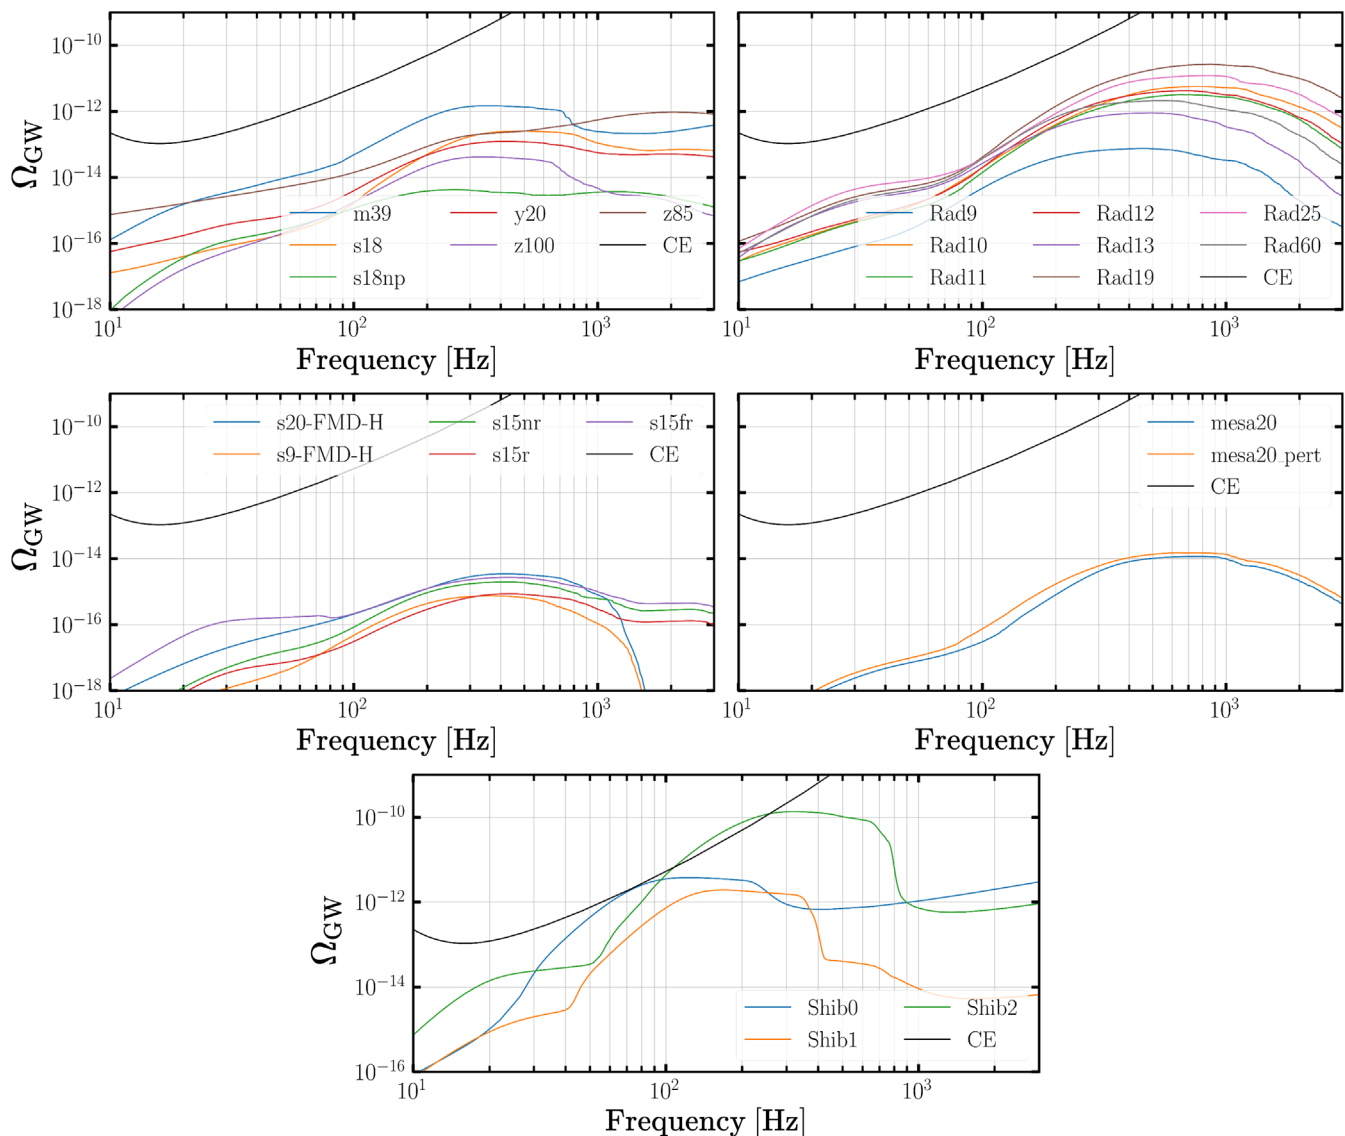 Ω_GW
10^−10
10^−12
10^−14
10^−16
10^−18
m39 y20 z85
s18 z100 CE
s18np
10^1 10^2 10^3
Frequency [Hz]
Rad9 Rad12 Rad25
Rad10 Rad13 Rad60
Rad11 Rad19 CE
10^1 10^2 10^3
Frequency [Hz]
Ω_GW
10^−10
10^−12
10^−14
10^−16
10^−18
s20-FMD-H s15nr s15fr
s9-FMD-H s15r CE
10^1 10^2 10^3
Frequency [Hz]
mesa20
mesa20_pert
CE
10^1 10^2 10^3
Frequency [Hz]
Ω_GW
10^−10
10^−12
10^−14
10^−16
Shib0 Shib2
Shib1 CE
10^1 10^2 10^3
Frequency [Hz]